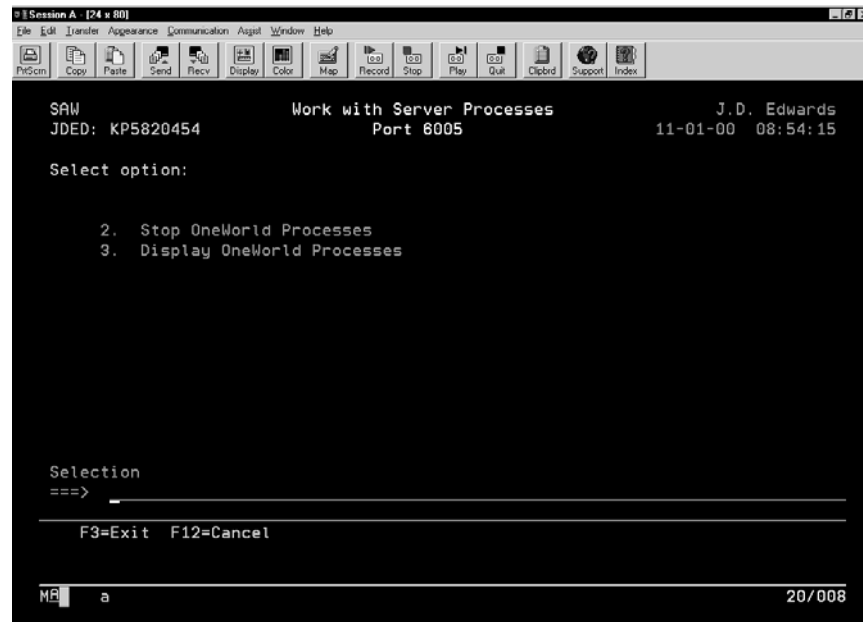 Session A - [24 x 80]
File Edit Transfer Appearance Communication Assist Window Help
PrtScrn Copy Paste Send Recv Display Color Map Record Stop Play Quit Clipbrd Support Index
SAW Work with Server Processes J.D. Edwards
JDED: KP5820454 Port 6005 11-01-00 08:54:15
Select option:
2. Stop OneWorld Processes
3. Display OneWorld Processes
Selection
===>
F3=Exit F12=Cancel
MA a 20/008